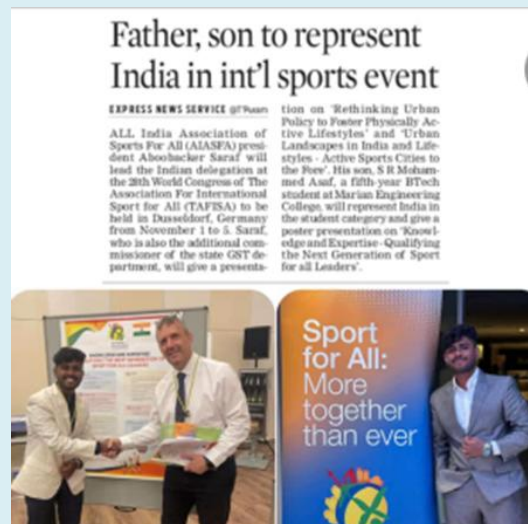 Father, son to represent
India in int'l sports event
EXPRESS NEWS SERVICE @T'Puram
ALL India Association of
Sports For All (AIASFA) presi-
dent Aboobacker Saraf will
lead the Indian delegation at
the 28th World Congress of The
Association For International
Sport for All (TAFISA) to be
held in Dusseldorf, Germany
from November 1 to 5. Saraf,
who is also the additional com-
missioner of the state GST de-
partment, will give a presenta-
tion on 'Rethinking Urban
Policy to Foster Physically Ac-
tive Lifestyles' and 'Urban
Landscapes in India and Life-
styles - Active Sports Cities to
the Fore'. His son, S R Moham-
med Asaf, a fifth-year BTech
student at Marian Engineering
College, will represent India in
the student category and give a
poster presentation on 'Knowl-
edge and Expertise - Qualifying
the Next Generation of Sport
for all Leaders'.
Sport
for All:
More
together
than ever